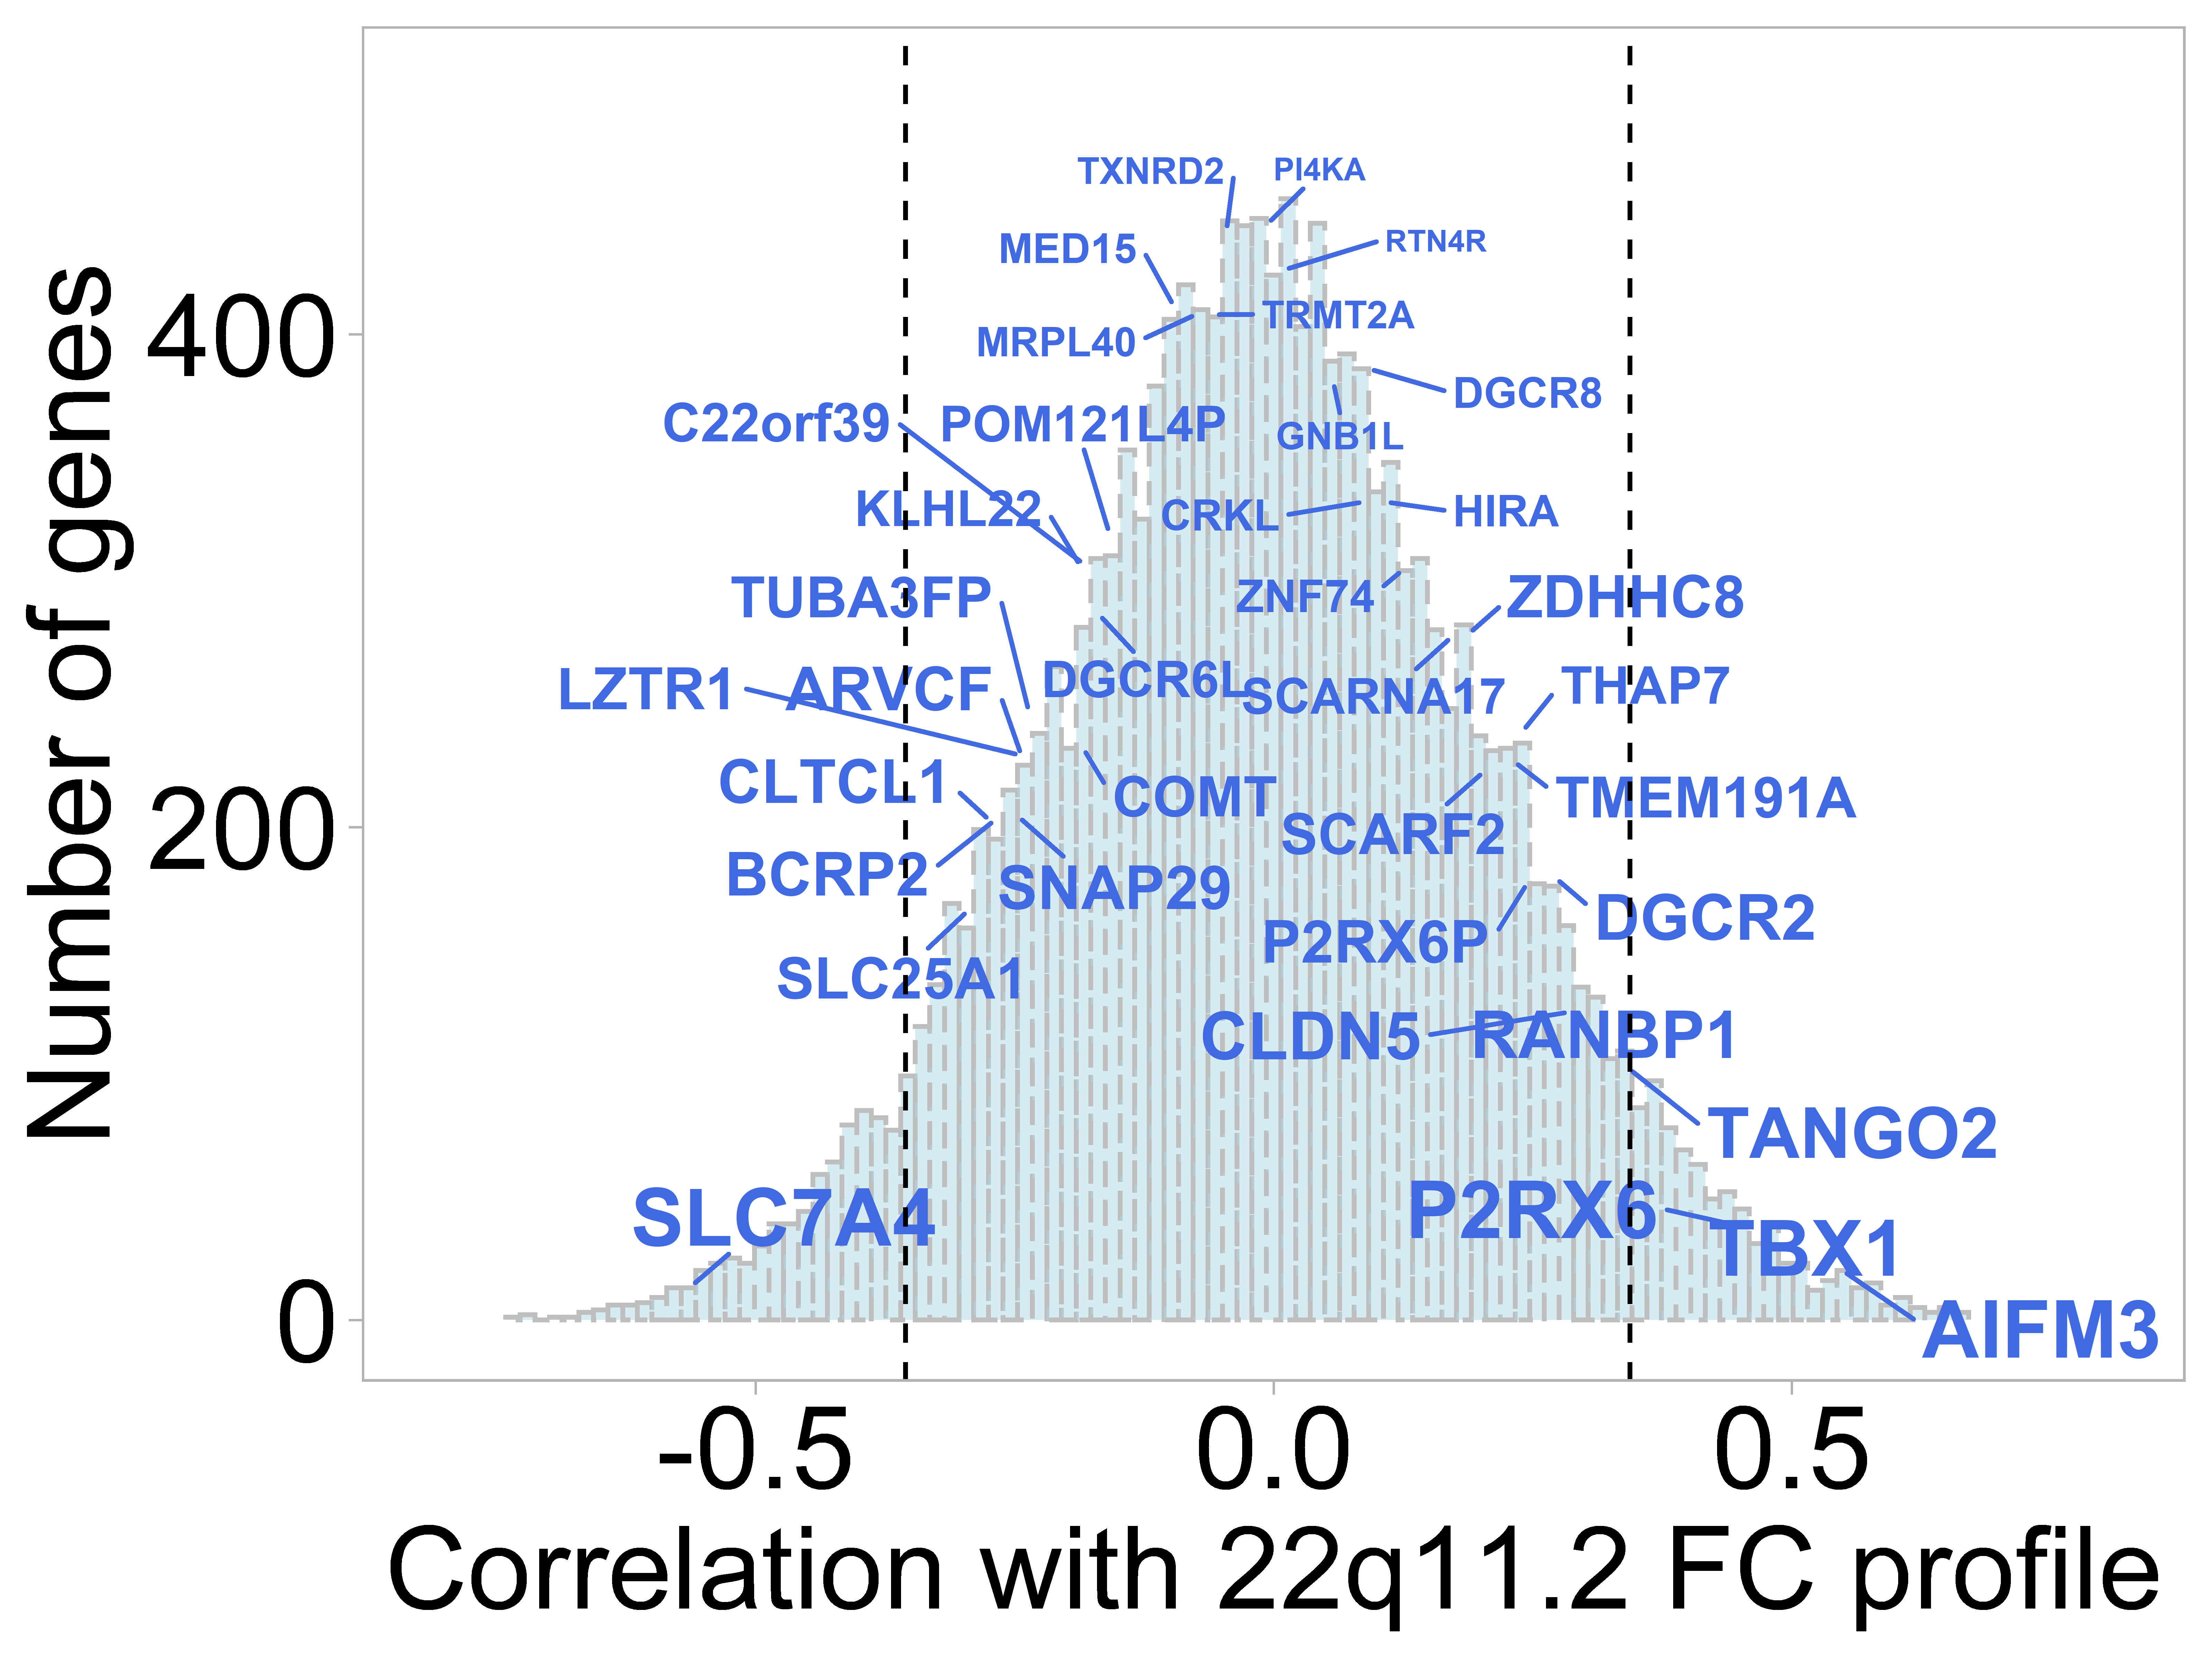 TXNRD2
PI4KA
MED15
RTN4R
MRPL40
TRMT2A
DGCR8
C22orf39
POM121L4P
GNB1L
KLHL22
CRKL
HIRA
TUBA3FP
ZNF74
ZDHHC8
LZTR1
ARVCF
DGCR6L
SCARNA17
THAP7
CLTCL1
COMT
TMEM191A
SCARF2
BCRP2
SNAP29
DGCR2
P2RX6P
SLC25A1
CLDN5
RANBP1
TANGO2
SLC7A4
P2RX6
TBX1
AIFM3
Number of genes
400
200
0
-0.5
0.0
0.5
Correlation with 22q11.2 FC profile